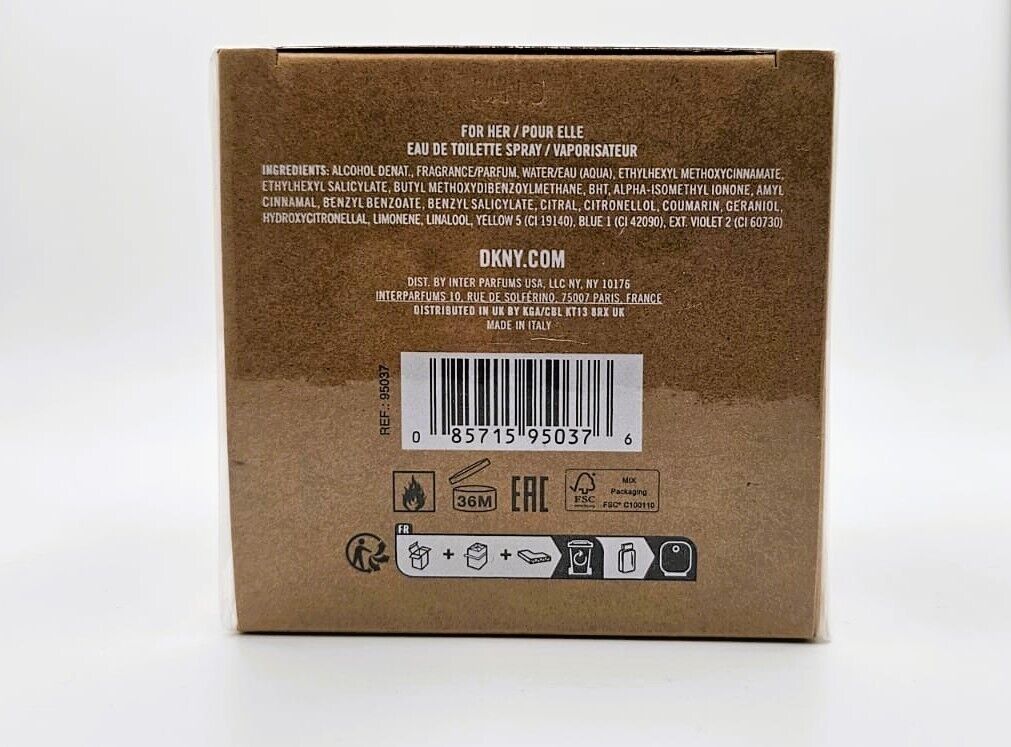 FOR HER / POUR ELLE
EAU DE TOILETTE SPRAY / VAPORISATEUR
INGREDIENTS: ALCOHOL DENAT., FRAGRANCE/PARFUM, WATER/EAU (AQUA), ETHYLHEXYL METHOXYCINNAMATE,
ETHYLHEXYL SALICYLATE, BUTYL METHOXYDIBENZOYLMETHANE, BHT, ALPHA-ISOMETHYL IONONE, AMYL
CINNAMAL, BENZYL BENZOATE, BENZYL SALICYLATE, CITRAL, CITRONELLOL, COUMARIN, GERANIOL,
HYDROXYCITRONELLAL, LIMONENE, LINALOOL, YELLOW 5 (CI 19140), BLUE 1 (CI 42090), EXT. VIOLET 2 (CI 60730)
DKNY.COM
DIST. BY INTER PARFUMS USA, LLC NY, NY 10176
INTERPARFUMS 10, RUE DE SOLFÉRINO, 75007 PARIS, FRANCE
DISTRIBUTED IN UK BY KGA/CBL KT13 8RX UK
MADE IN ITALY
REF.: 95037
0 85715 95037 6
36M
EAC
FSC
MIX
Packaging
FSC® C100110
FR